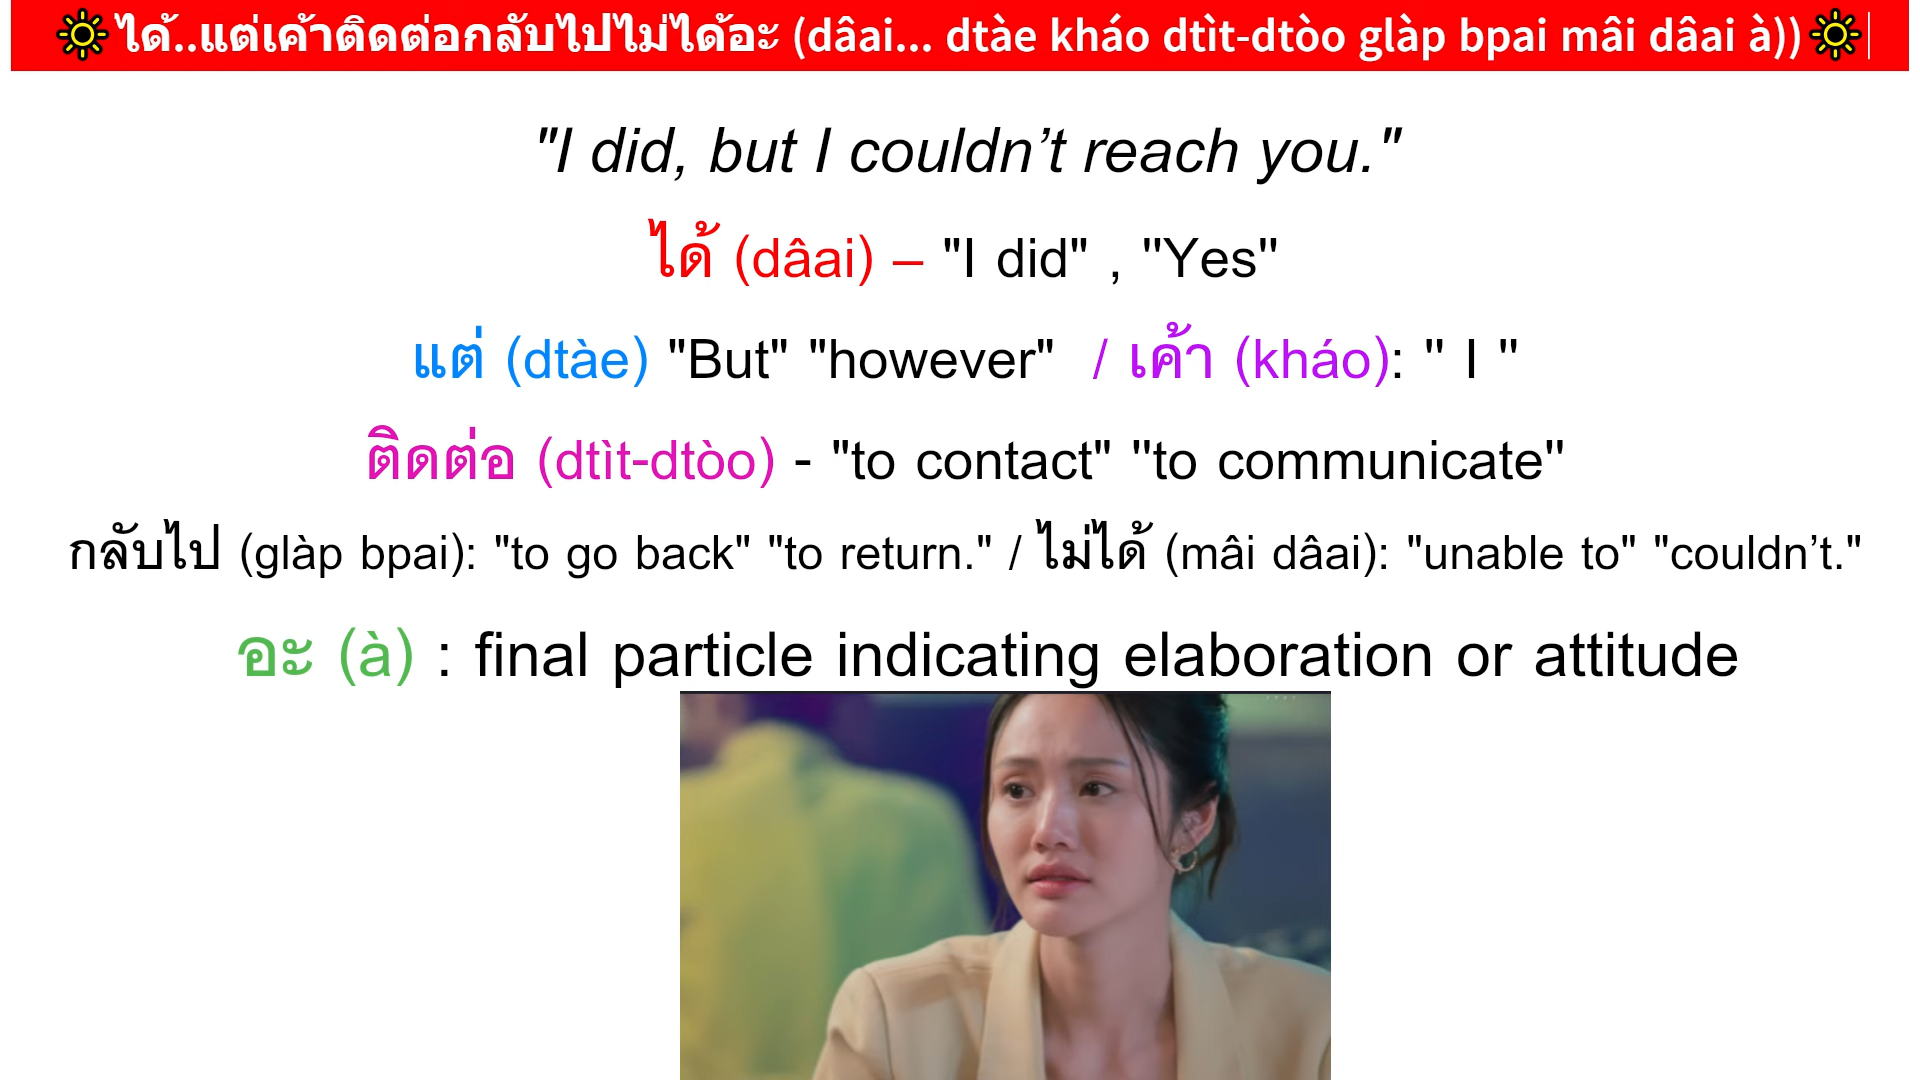 ได้..แต่เค้าติดต่อกลับไปไม่ได้อะ (dâai... dtàe kháo dtìt-dtòo glàp bpai mâi dâai à))
"I did, but I couldn’t reach you."
ได้ (dâai) – "I did" , "Yes"
แต่ (dtàe) "But" "however" / เค้า (kháo): " I "
ติดต่อ (dtìt-dtòo) - "to contact" "to communicate"
กลับไป (glàp bpai): "to go back" "to return." / ไม่ได้ (mâi dâai): "unable to" "couldn’t."
อะ (à) : final particle indicating elaboration or attitude